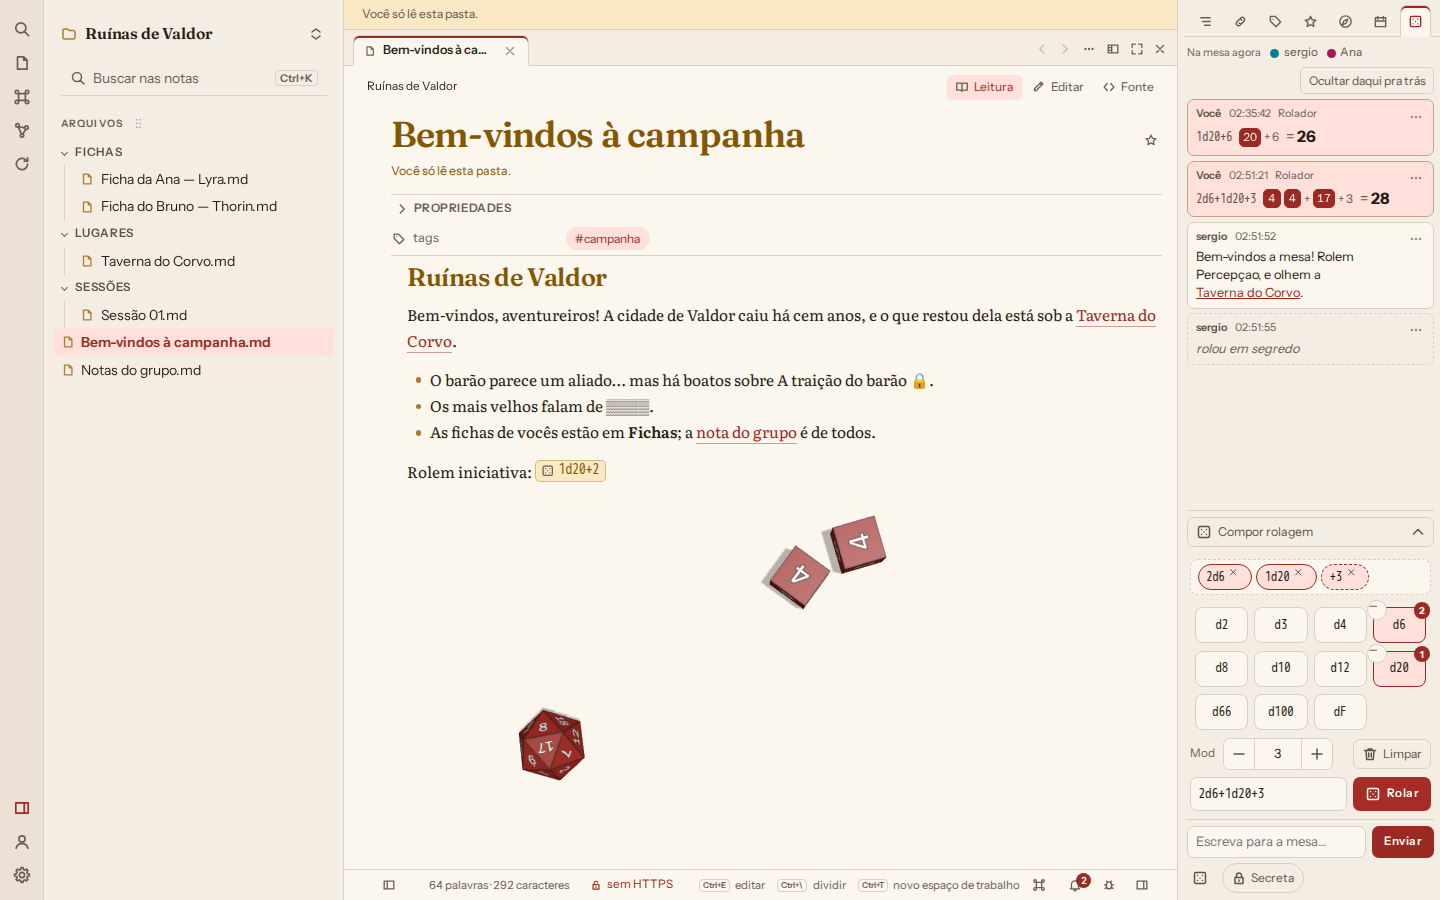 Ruínas de Valdor
Buscar nas notas
Ctrl+K
ARQUIVOS
FICHAS
Ficha da Ana — Lyra.md
Ficha do Bruno — Thorin.md
LUGARES
Taverna do Corvo.md
SESSÕES
Sessão 01.md
Bem-vindos à campanha.md
Notas do grupo.md
Você só lê esta pasta.
Bem-vindos à ca...
Ruínas de Valdor
Leitura
Editar
Fonte
Bem-vindos à campanha
Você só lê esta pasta.
PROPRIEDADES
tags
#campanha
Ruínas de Valdor
Bem-vindos, aventureiros! A cidade de Valdor caiu há cem anos, e o que restou dela está sob a Taverna do
Corvo.
O barão parece um aliado… mas há boatos sobre A traição do barão 🔒.
Os mais velhos falam de ▒▒▒▒.
As fichas de vocês estão em Fichas; a nota do grupo é de todos.
Rolem iniciativa: 1d20+2
4
4
8
17
12
7
64 palavras·292 caracteres
sem HTTPS
Ctrl+E editar
Ctrl+\ dividir
Ctrl+T novo espaço de trabalho
2
Na mesa agora sergio Ana
Ocultar daqui pra trás
Você 02:35:42 Rolador
1d20+6 20 +6 =26
Você 02:51:21 Rolador
2d6+1d20+3 4 4 + 17 +3 =28
sergio 02:51:52
Bem-vindos a mesa! Rolem
Percepçao, e olhem a
Taverna do Corvo.
sergio 02:51:55
rolou em segredo
Compor rolagem
2d6 × 1d20 × +3 ×
d2 d3 d4 d6 2
d8 d10 d12 d20 1
d66 d100 dF
Mod − 3 + Limpar
2d6+1d20+3 Rolar
Escreva para a mesa… Enviar
Secreta